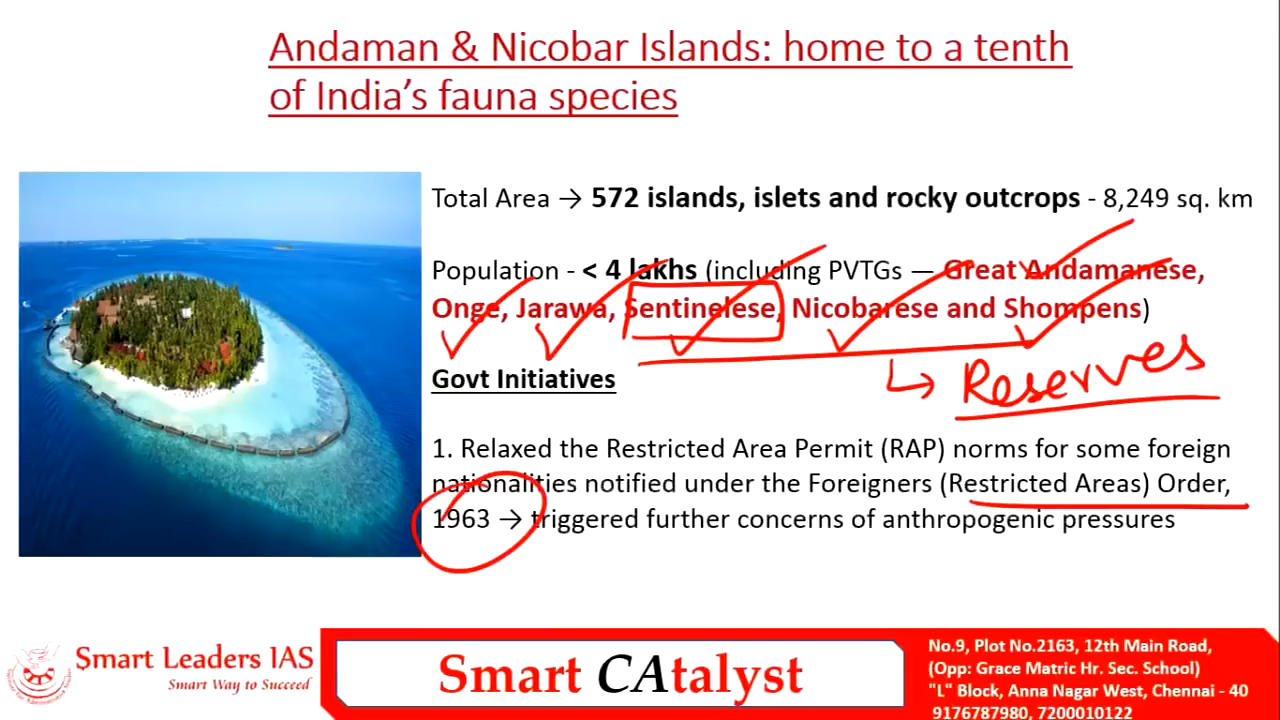 Andaman & Nicobar Islands: home to a tenth
of India's fauna species
Total Area → 572 islands, islets and rocky outcrops - 8,249 sq. km
Population - < 4 lakhs (including PVTGs — Great Andamanese,
Onge, Jarawa, Sentinelese, Nicobarese and Shompens)
↳ Reserves
Govt Initiatives
1. Relaxed the Restricted Area Permit (RAP) norms for some foreign
nationalities notified under the Foreigners (Restricted Areas) Order,
1963 → triggered further concerns of anthropogenic pressures
Smart Leaders IAS
Smart Way to Succeed
Smart CAtalyst
No.9, Plot No.2163, 12th Main Road,
(Opp: Grace Matric Hr. Sec. School)
"L" Block, Anna Nagar West, Chennai - 40
9176787980, 7200010122